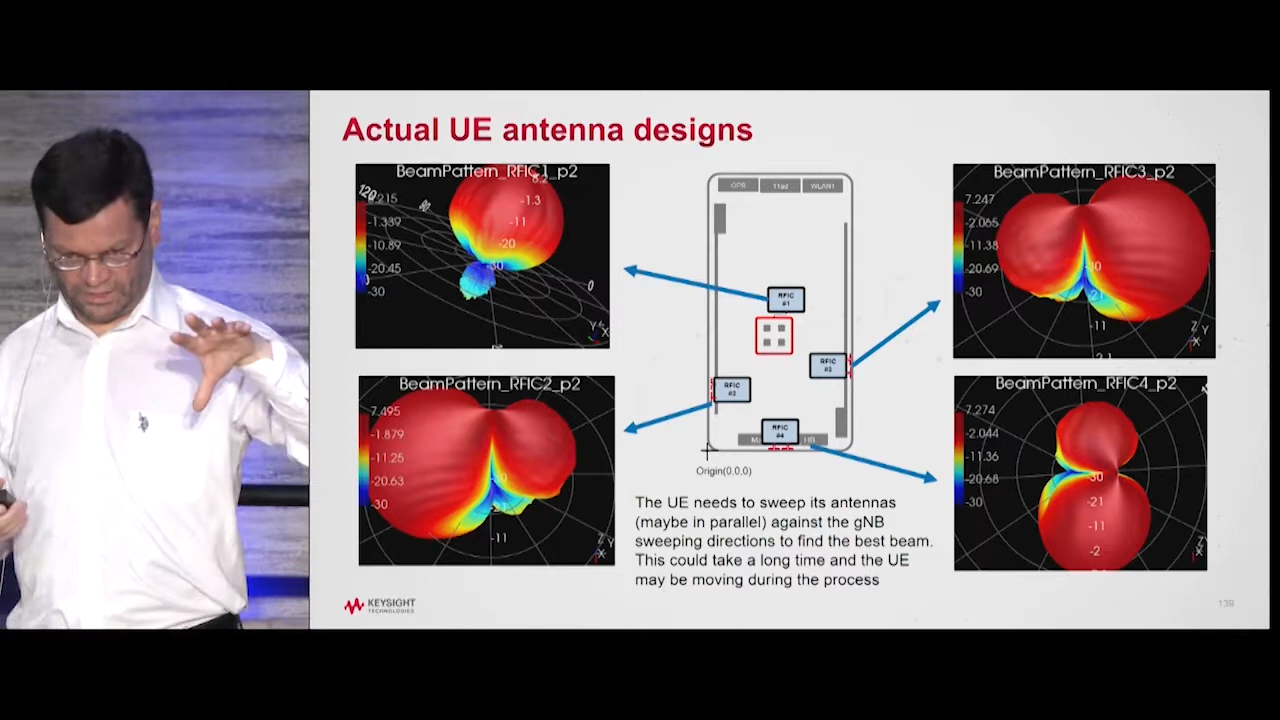 Actual UE antenna designs
BeamPattern_RFIC1_p2
120
90
-1.3
-1.339
-11
-10.89
-20
-20.45
-30
0
Y
X
GPS
11ad
WLAN1
RFIC
#1
RFIC
#3
RFIC
#2
RFIC
#4
HB
Origin(0,0,0)
BeamPattern_RFIC3_p2
7.247
-2.065
-11.38
-20.69
-30
-11
Z
Y
X
BeamPattern_RFIC2_p2
7.495
-1.879
-11.25
-20.63
-30
-11
Z
Y
X
BeamPattern_RFIC4_p2
7.274
-2.044
-11.36
-20.68
-30
-30
-21
-11
-2
Z
Y
X
The UE needs to sweep its antennas
(maybe in parallel) against the gNB
sweeping directions to find the best beam.
This could take a long time and the UE
may be moving during the process
KEYSIGHT
TECHNOLOGIES
139